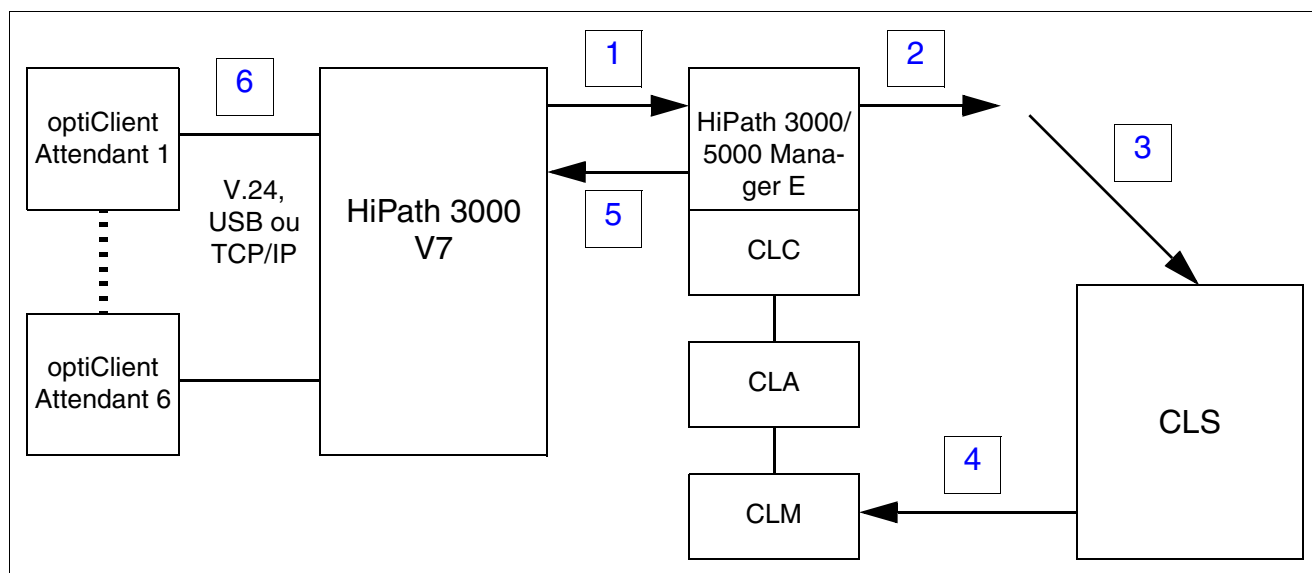 1
2
6
optiClient
Attendant 1
HiPath 3000/
5000 Mana-
ger E
3
V.24,
USB ou
TCP/IP
HiPath 3000
V7
5
CLC
optiClient
Attendant 6
CLA
CLS
4
CLM